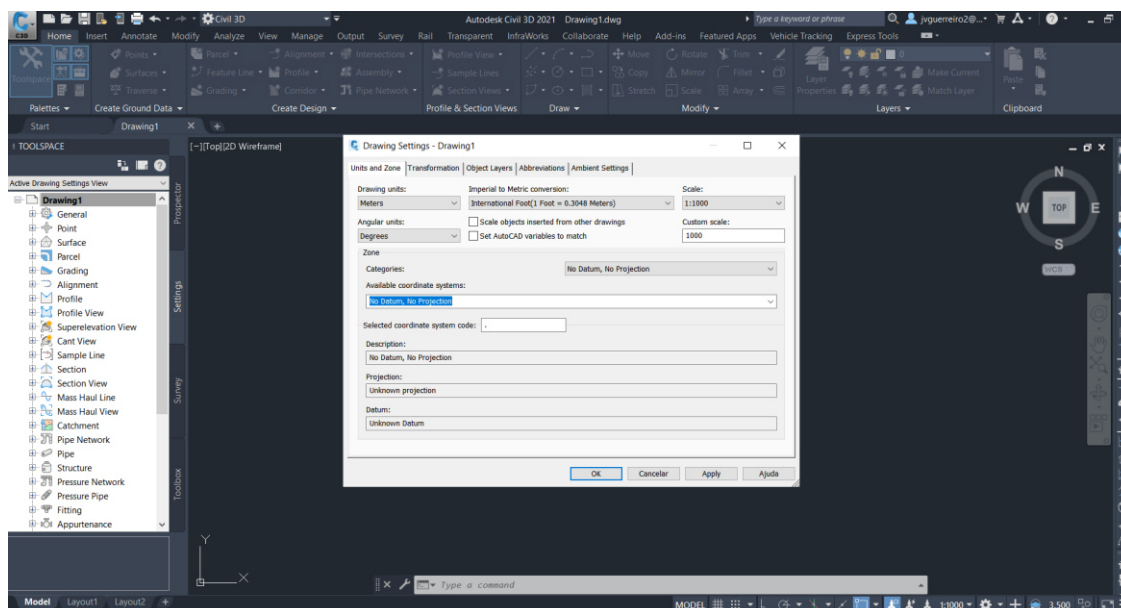 C3D Civil 3D Autodesk Civil 3D 2021 Drawing1.dwg Type a keyword or phrase jvguerreiro2@...
Home Insert Annotate Modify Analyze View Manage Output Survey Rail Transparent InfraWorks Collaborate Help Add-ins Featured Apps Vehicle Tracking Express Tools
Toolspace Points Parcel Alignment Intersections Profile View Move Rotate Trim 0
Surfaces Feature Line Profile Assembly Sample Lines Copy Mirror Fillet Layer Properties Make Current Paste
Traverse Grading Corridor Pipe Network Section Views Stretch Scale Array Match Layer
Palettes Create Ground Data Create Design Profile & Section Views Draw Modify Layers Clipboard
Start Drawing1
TOOLSPACE
[−][Top][2D Wireframe]
Active Drawing Settings View
Drawing1
General
Point
Surface
Parcel
Grading
Alignment
Profile
Profile View
Superelevation View
Cant View
Sample Line
Section
Section View
Mass Haul Line
Mass Haul View
Catchment
Pipe Network
Pipe
Structure
Pressure Network
Pressure Pipe
Fitting
Appurtenance
Prospector
Settings
Survey
Toolbox
Drawing Settings - Drawing1
Units and Zone Transformation Object Layers Abbreviations Ambient Settings
Drawing units: Imperial to Metric conversion: Scale:
Meters International Foot(1 Foot = 0.3048 Meters) 1:1000
Angular units: Scale objects inserted from other drawings Custom scale:
Degrees Set AutoCAD variables to match 1000
Zone
Categories: No Datum, No Projection
Available coordinate systems:
No Datum, No Projection
Selected coordinate system code: .
Description:
No Datum, No Projection
Projection:
Unknown projection
Datum:
Unknown Datum
OK Cancelar Apply Ajuda
N
W TOP E
S
WCS
Y
X
Type a command
Model Layout1 Layout2 +
MODEL 1:1000 3.500